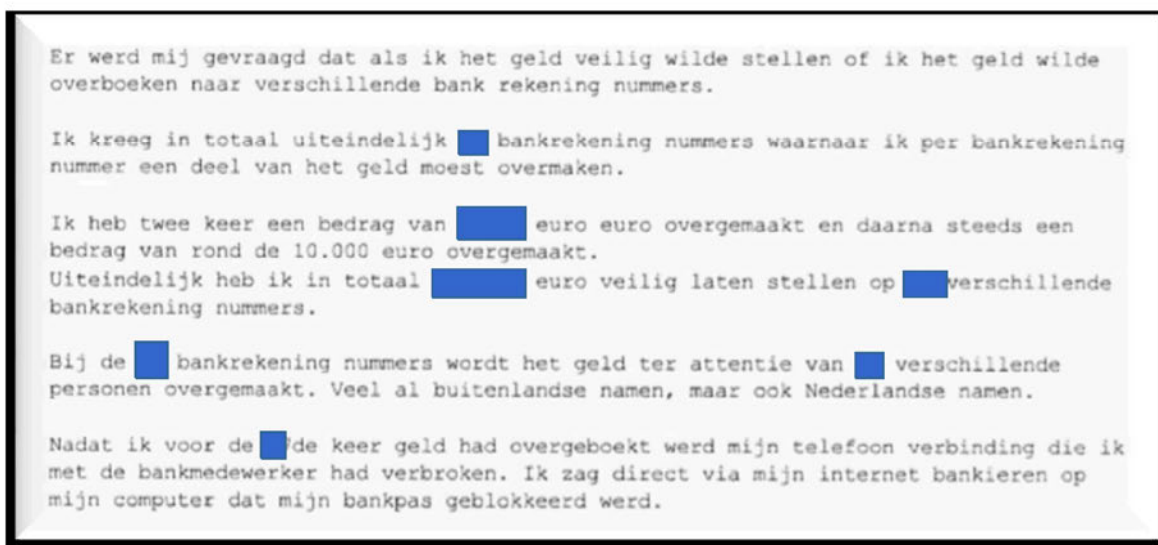 Er werd mij gevraagd dat als ik het geld veilig wilde stellen of ik het geld wilde
overboeken naar verschillende bank rekening nummers.
Ik kreeg in totaal uiteindelijk bankrekening nummers waarnaar ik per bankrekening
nummer een deel van het geld moest overmaken.
Ik heb twee keer een bedrag van euro euro overgemaakt en daarna steeds een
bedrag van rond de 10.000 euro overgemaakt.
Uiteindelijk heb ik in totaal euro veilig laten stellen op verschillende
bankrekening nummers.
Bij de bankrekening nummers wordt het geld ter attentie van verschillende
personen overgemaakt. Veel al buitenlandse namen, maar ook Nederlandse namen.
Nadat ik voor de de keer geld had overgeboekt werd mijn telefoon verbinding die ik
met de bankmedewerker had verbroken. Ik zag direct via mijn internet bankieren op
mijn computer dat mijn bankpas geblokkeerd werd.